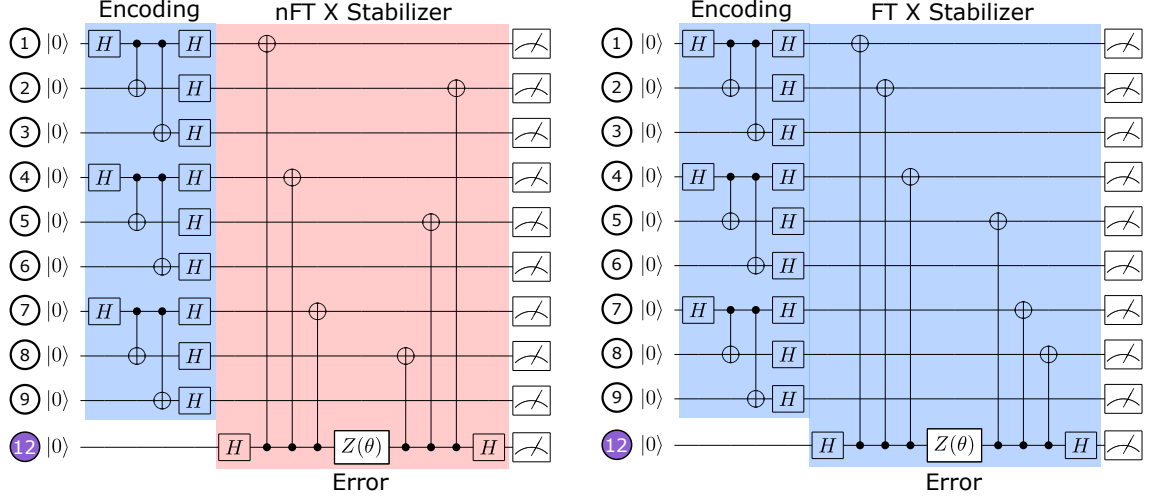 Encoding nFT X Stabilizer Encoding FT X Stabilizer
1 |0⟩ H H 1 |0⟩ H H
2 |0⟩ H 2 |0⟩ H
3 |0⟩ H 3 |0⟩ H
4 |0⟩ H H 4 |0⟩ H H
5 |0⟩ H 5 |0⟩ H
6 |0⟩ H 6 |0⟩ H
7 |0⟩ H H 7 |0⟩ H H
8 |0⟩ H 8 |0⟩ H
9 |0⟩ H 9 |0⟩ H
12 |0⟩ H Z(θ) H 12 |0⟩ H Z(θ) H
Error Error